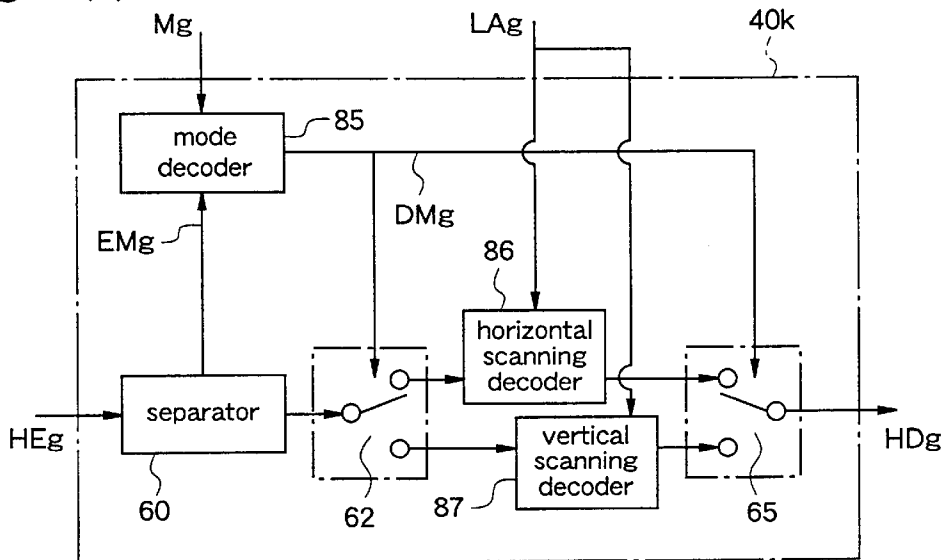 Mg
LAg
40k
mode
decoder
85
DMg
EMg
86
horizontal
scanning
decoder
separator
HEg
vertical
scanning
decoder
HDg
60
62
87
65